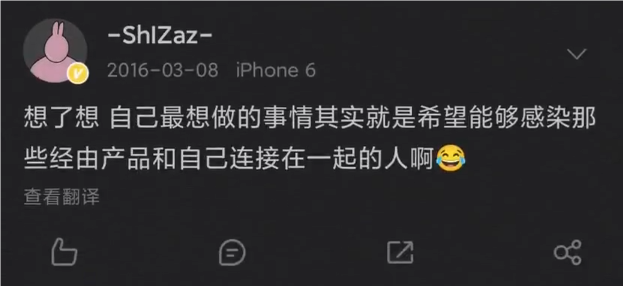 -ShIZaz-
2016-03-08 iPhone 6
想了想 自己最想做的事情其实就是希望能够感染那
些经由产品和自己连接在一起的人啊😂
查看翻译